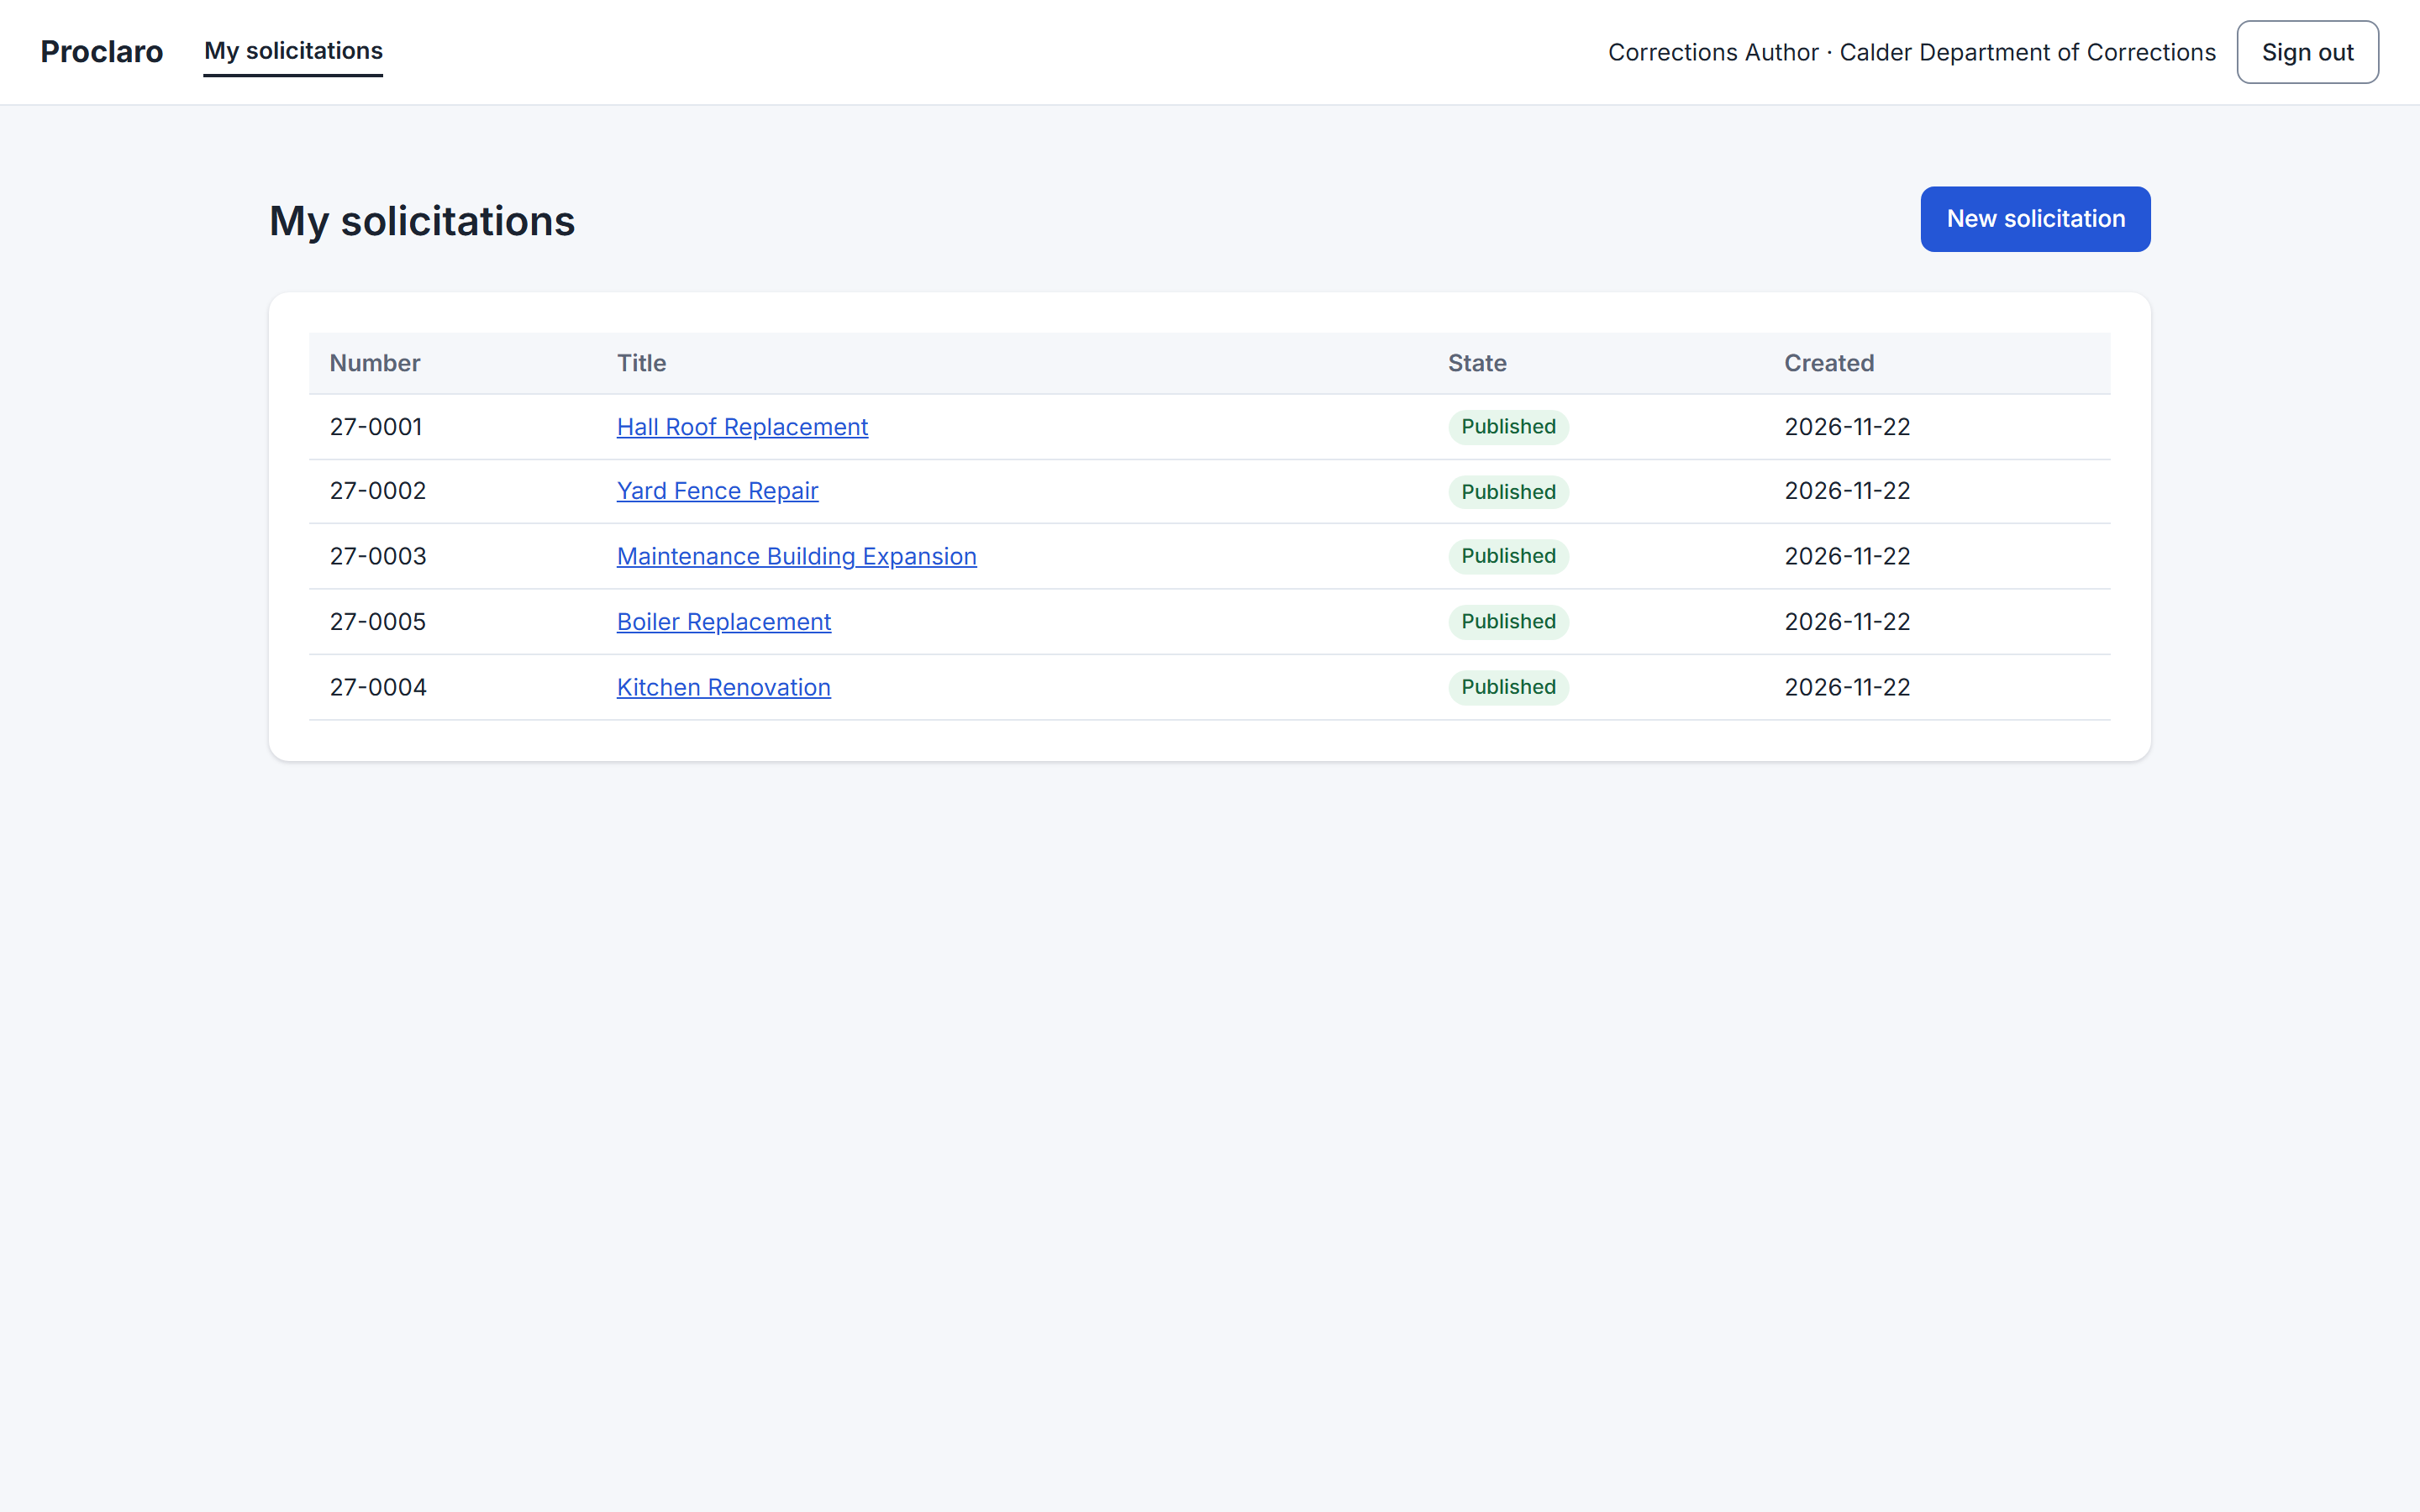 Proclaro My solicitations Corrections Author · Calder Department of Corrections Sign out
My solicitations New solicitation
Number Title State Created
27-0001 Hall Roof Replacement Published 2026-11-22
27-0002 Yard Fence Repair Published 2026-11-22
27-0003 Maintenance Building Expansion Published 2026-11-22
27-0005 Boiler Replacement Published 2026-11-22
27-0004 Kitchen Renovation Published 2026-11-22